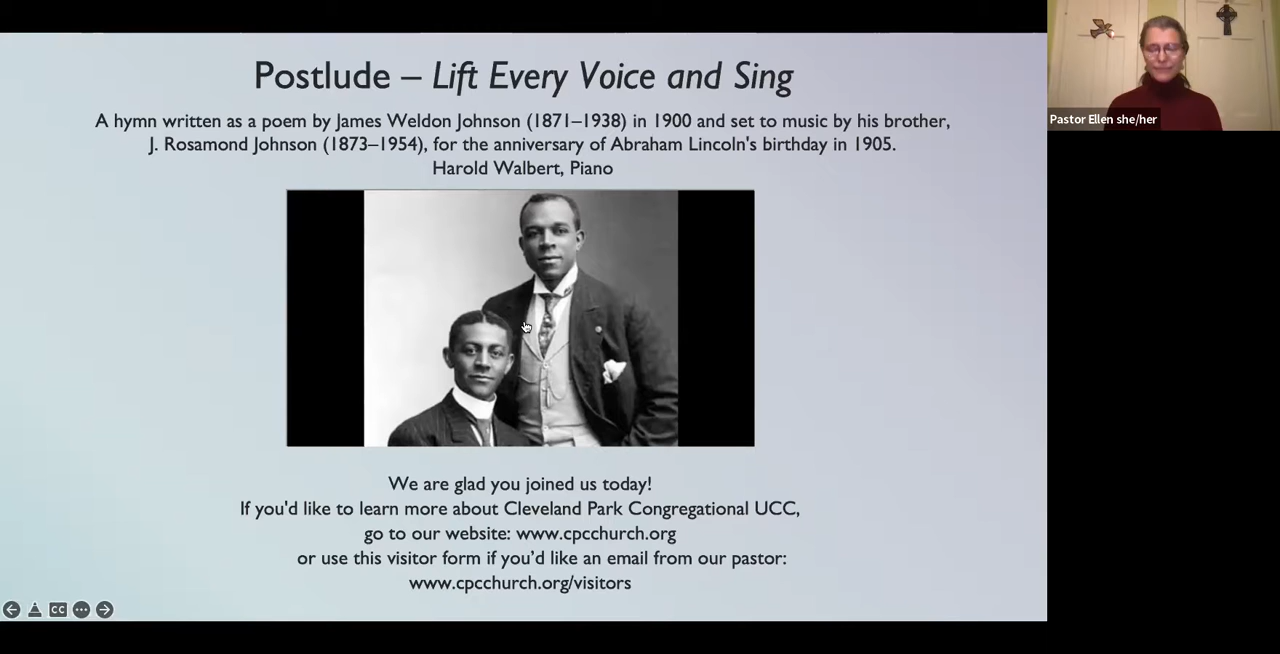 Postlude – Lift Every Voice and Sing
A hymn written as a poem by James Weldon Johnson (1871–1938) in 1900 and set to music by his brother,
J. Rosamond Johnson (1873–1954), for the anniversary of Abraham Lincoln's birthday in 1905.
Harold Walbert, Piano
We are glad you joined us today!
If you'd like to learn more about Cleveland Park Congregational UCC,
go to our website: www.cpcchurch.org
or use this visitor form if you’d like an email from our pastor:
www.cpcchurch.org/visitors
CC
Pastor Ellen she/her